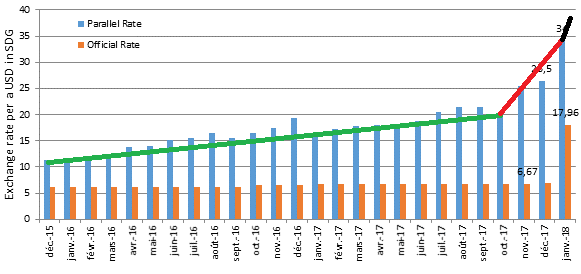 40
35
30
25
20
15
10
5
0
Exchange rate per a USD in SDG
Parallel Rate
Official Rate
17,96
6,67
déc.-15
janv.-16
févr.-16
mars-16
avr.-16
mai-16
juin-16
juil.-16
août-16
sept.-16
oct.-16
nov.-16
déc.-16
janv.-17
févr.-17
mars-17
avr.-17
mai-17
juin-17
juil.-17
août-17
sept.-17
oct.-17
nov.-17
déc.-17
janv.-18